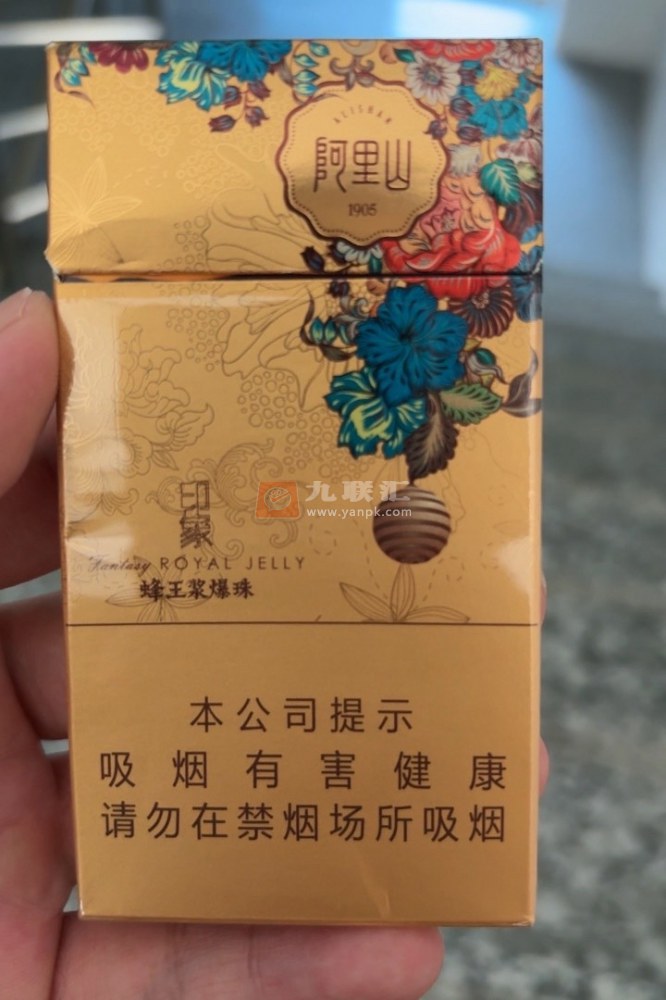 ALISHAN
阿里山
1905
印象
九联汇
www.yanpk.com
Fantasy ROYAL JELLY
蜂王浆爆珠
本公司提示
吸烟有害健康
请勿在禁烟场所吸烟